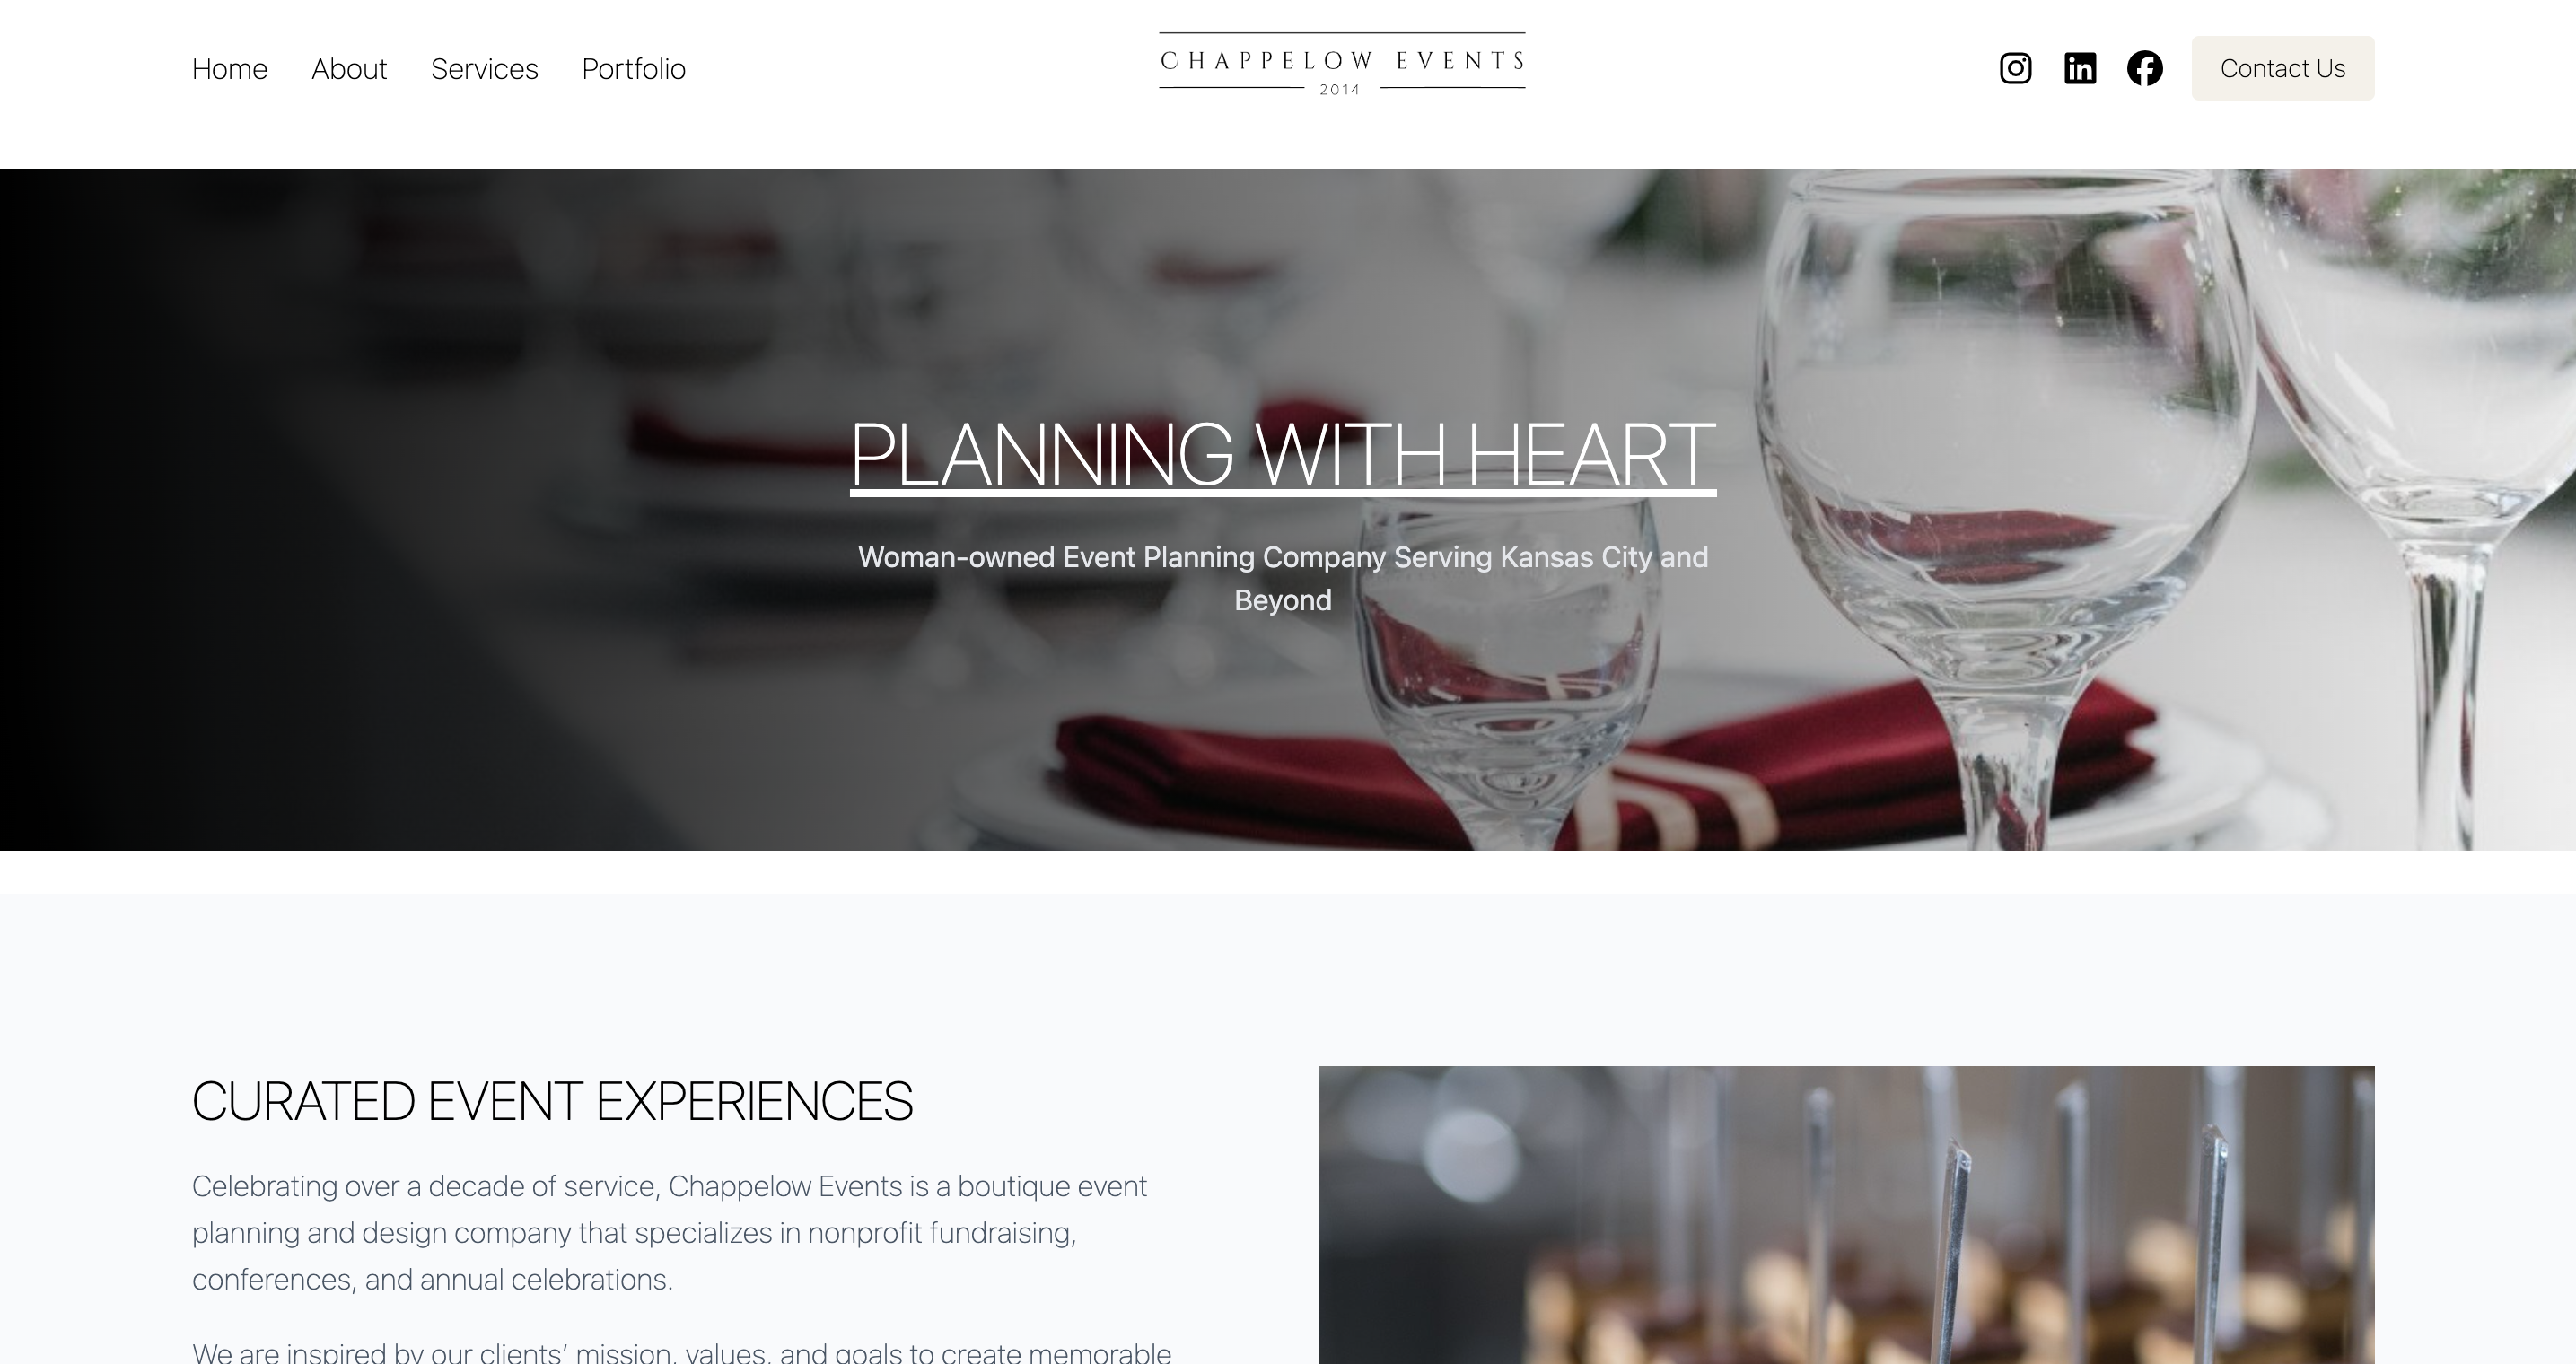 Home About Services Portfolio
CHAPPELOW EVENTS
2014
Contact Us
PLANNING WITH HEART
Woman-owned Event Planning Company Serving Kansas City and
Beyond
CURATED EVENT EXPERIENCES
Celebrating over a decade of service, Chappelow Events is a boutique event
planning and design company that specializes in nonprofit fundraising,
conferences, and annual celebrations.
We are inspired by our clients’ mission, values, and goals to create memorable